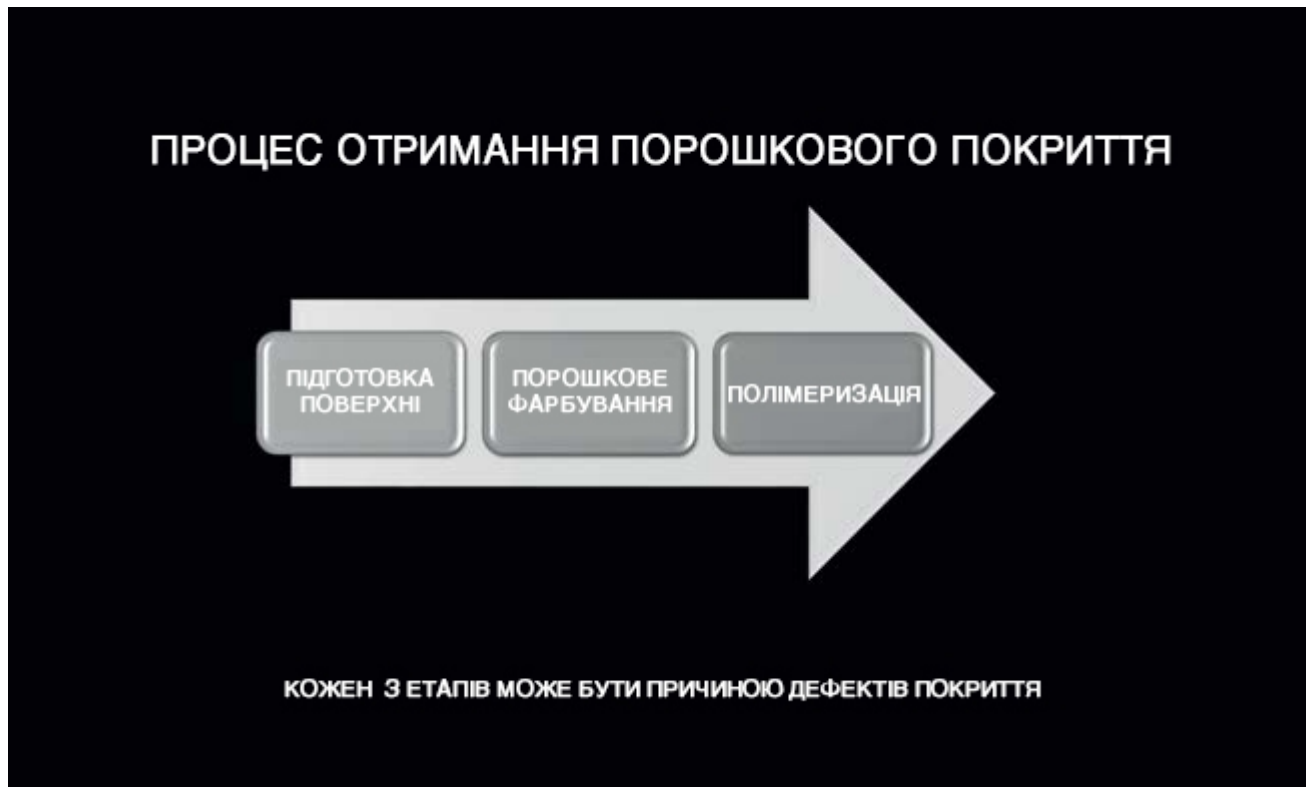 ПРОЦЕС ОТРИМАННЯ ПОРОШКОВОГО ПОКРИТТЯ
ПІДГОТОВКА
ПОВЕРХНІ
ПОРОШКОВЕ
ФАРБУВАННЯ
ПОЛІМЕРИЗАЦІЯ
КОЖЕН З ЕТАПІВ МОЖЕ БУТИ ПРИЧИНОЮ ДЕФЕКТІВ ПОКРИТТЯ